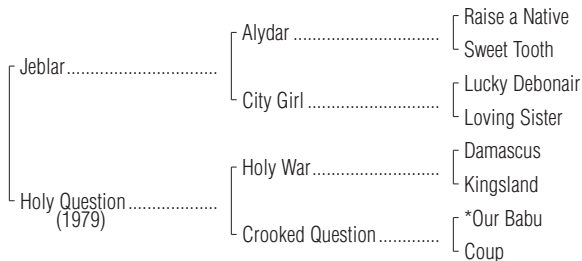 Raise a Native
Alydar
Sweet Tooth
Jeblar
Lucky Debonair
City Girl
Loving Sister
Damascus
Holy War
Kingsland
Holy Question
(1979)
*Our Babu
Crooked Question
Coup